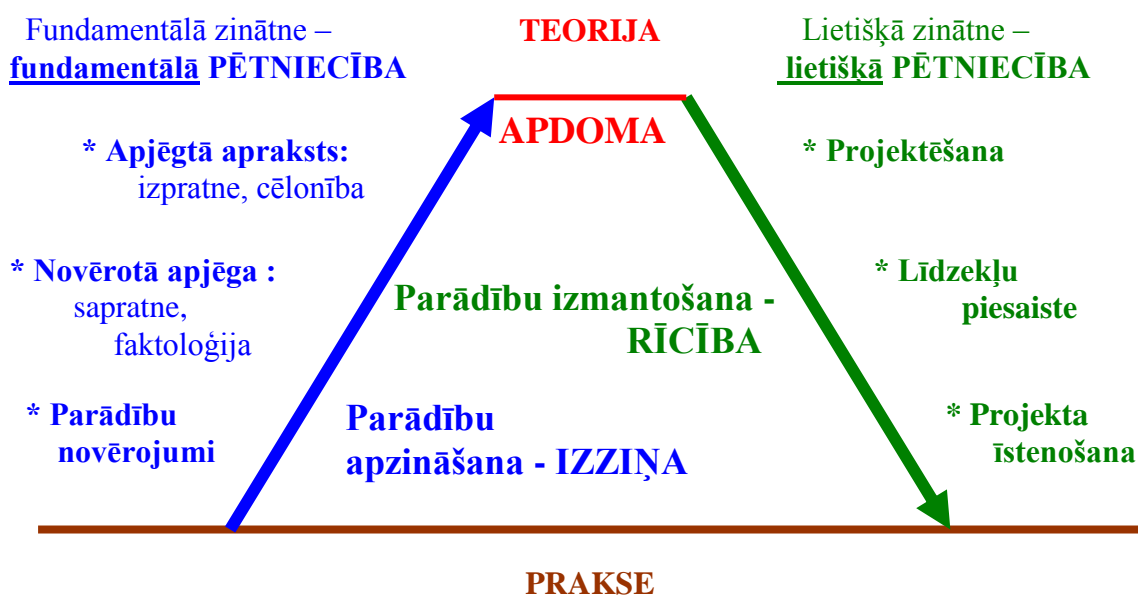 Fundamentālā zinātne –
fundamentālā PĒTNIECĪBA
* Apjēgtā apraksts:
izpratne, cēlonība
* Novērotā apjēga :
sapratne,
faktoloģija
* Parādību
novērojumi
TEORIJA
APDOMA
Parādību izmantošana -
RĪCĪBA
Parādību
apzināšana - IZZIŅA
Lietišķā zinātne –
lietišķā PĒTNIECĪBA
* Projektēšana
* Līdzekļu
piesaiste
* Projekta
īstenošana
PRAKSE